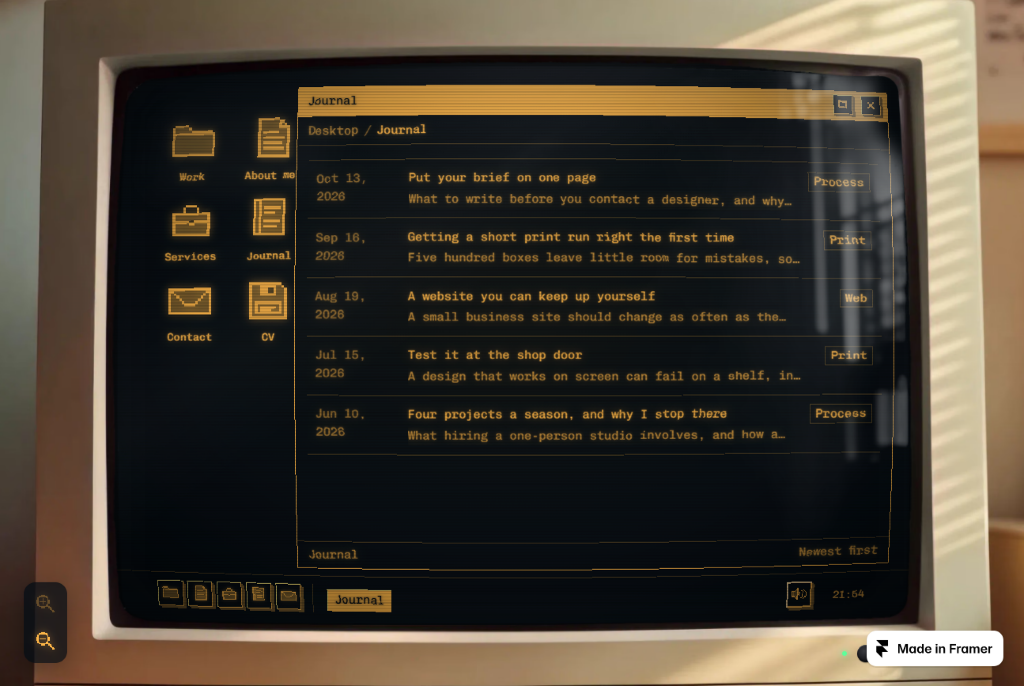 Journal
Desktop / Journal
Work
About me
Services
Journal
Contact
CV
Oct 13,
2026
Put your brief on one page
What to write before you contact a designer, and why…
Process
Sep 16,
2026
Getting a short print run right the first time
Five hundred boxes leave little room for mistakes, so…
Print
Aug 19,
2026
A website you can keep up yourself
A small business site should change as often as the…
Web
Jul 15,
2026
Test it at the shop door
A design that works on screen can fail on a shelf, in…
Print
Jun 10,
2026
Four projects a season, and why I stop there
What hiring a one-person studio involves, and how a…
Process
Journal
Newest first
Journal
21:54
Made in Framer